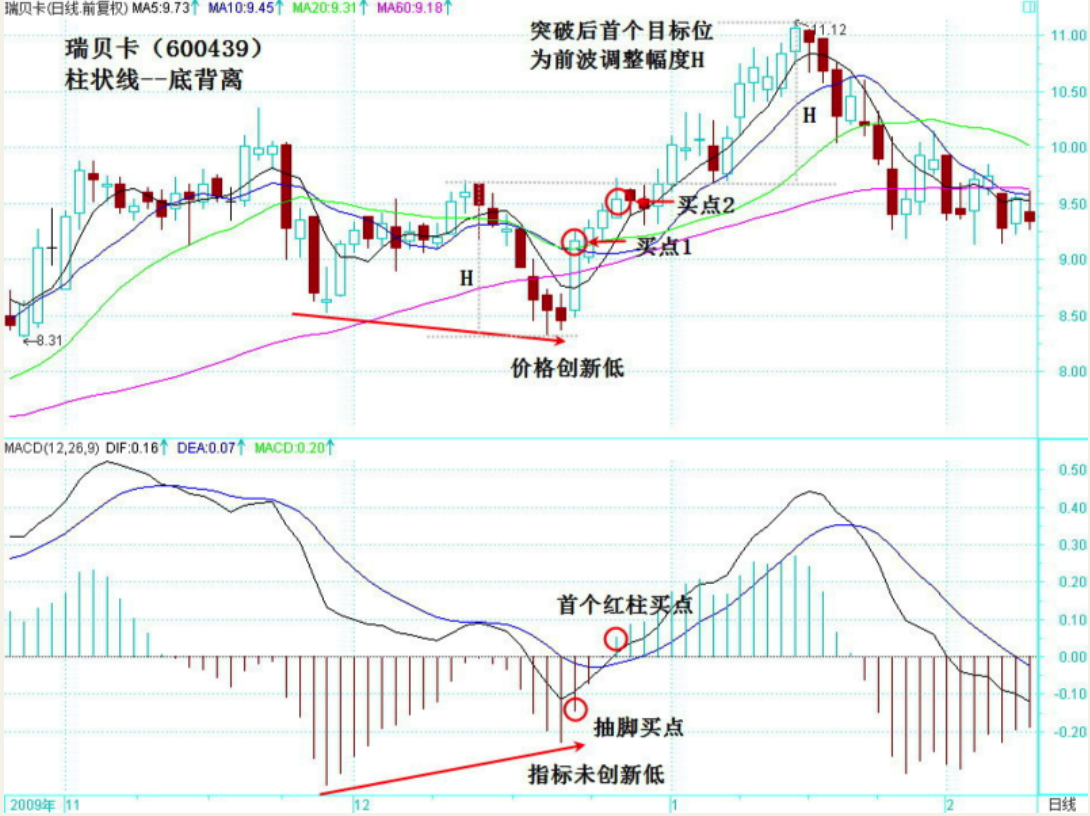 瑞贝卡(日线.前复权) MA5:9.73↑ MA10:9.45↑ MA20:9.31↑ MA60:9.18↑
瑞贝卡（600439）
柱状线--底背离
突破后首个目标位
为前波调整幅度H
11.12
11.00
10.50
H
10.00
9.50
买点2
买点1
9.00
H
8.50
←8.31
价格创新低
8.00
MACD(12,26,9) DIF:0.16↑ DEA:0.07↑ MACD:0.20↑
0.50
0.40
0.30
0.20
首个红柱买点
0.10
0.00
-0.10
抽脚买点
-0.20
指标未创新低
2009年 11 12 1 2 日线